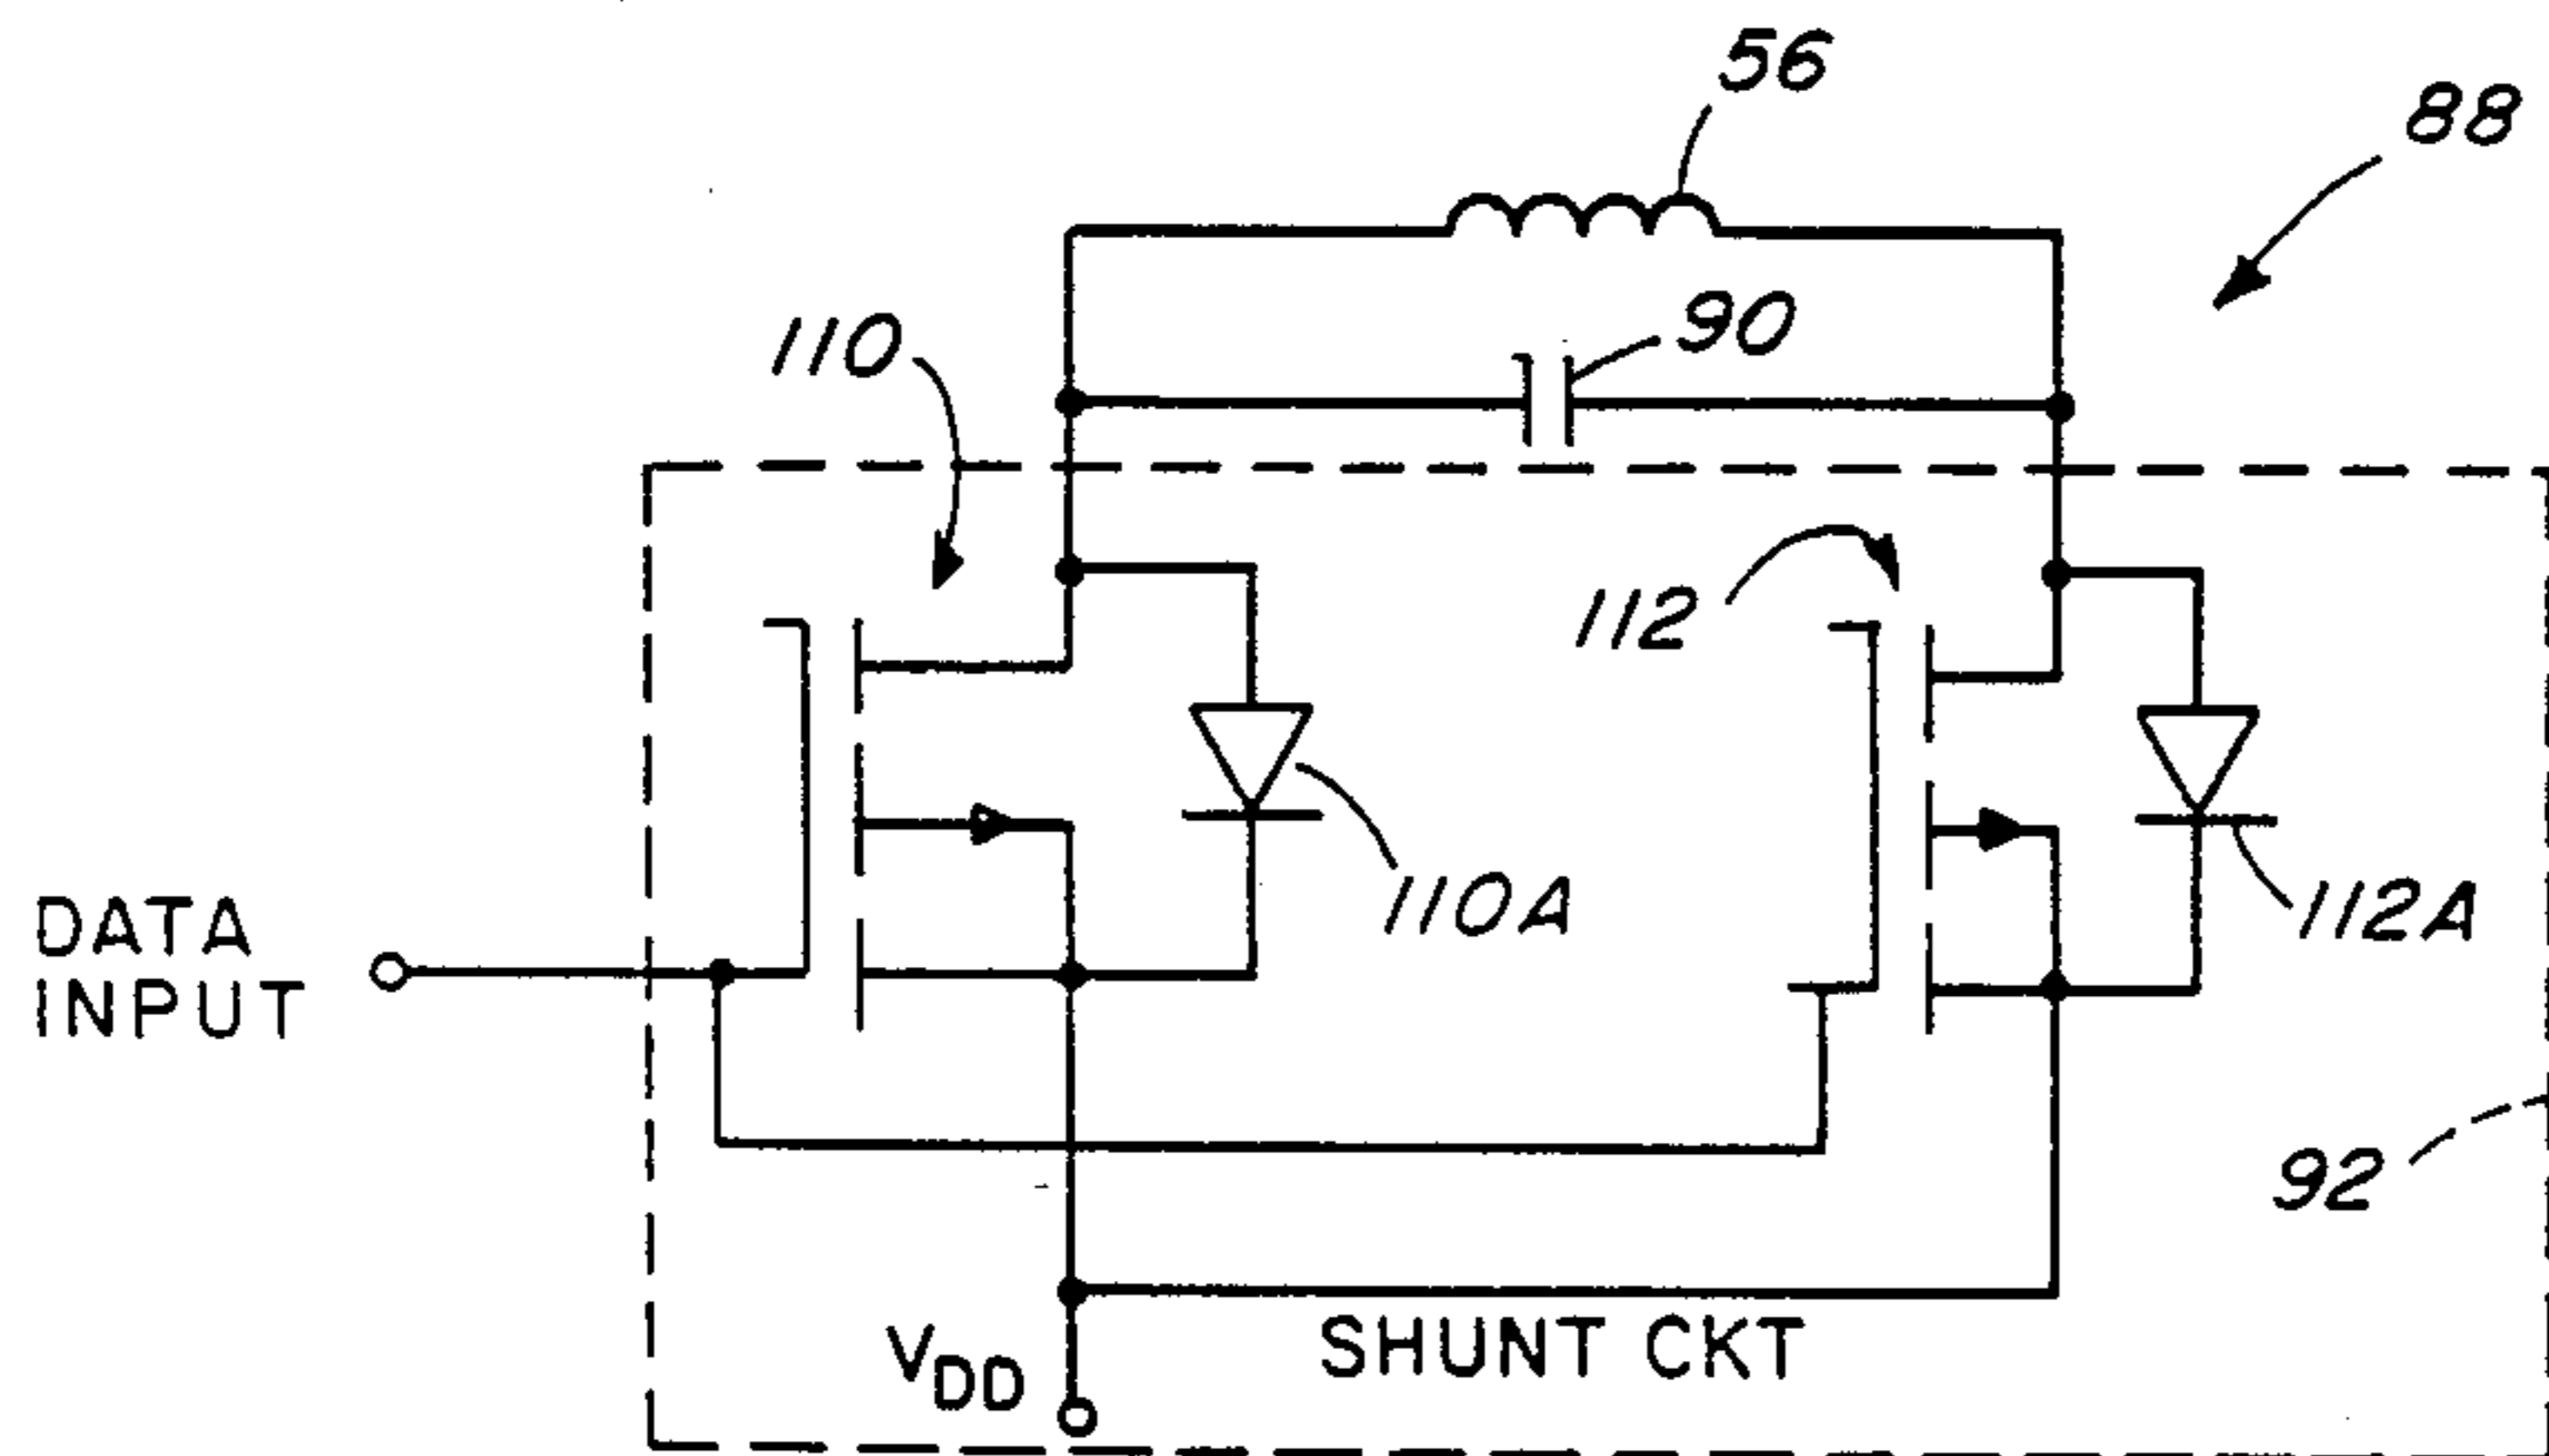 56
88
90
110
112
110A
112A
DATA
INPUT
92
VDD
SHUNT CKT